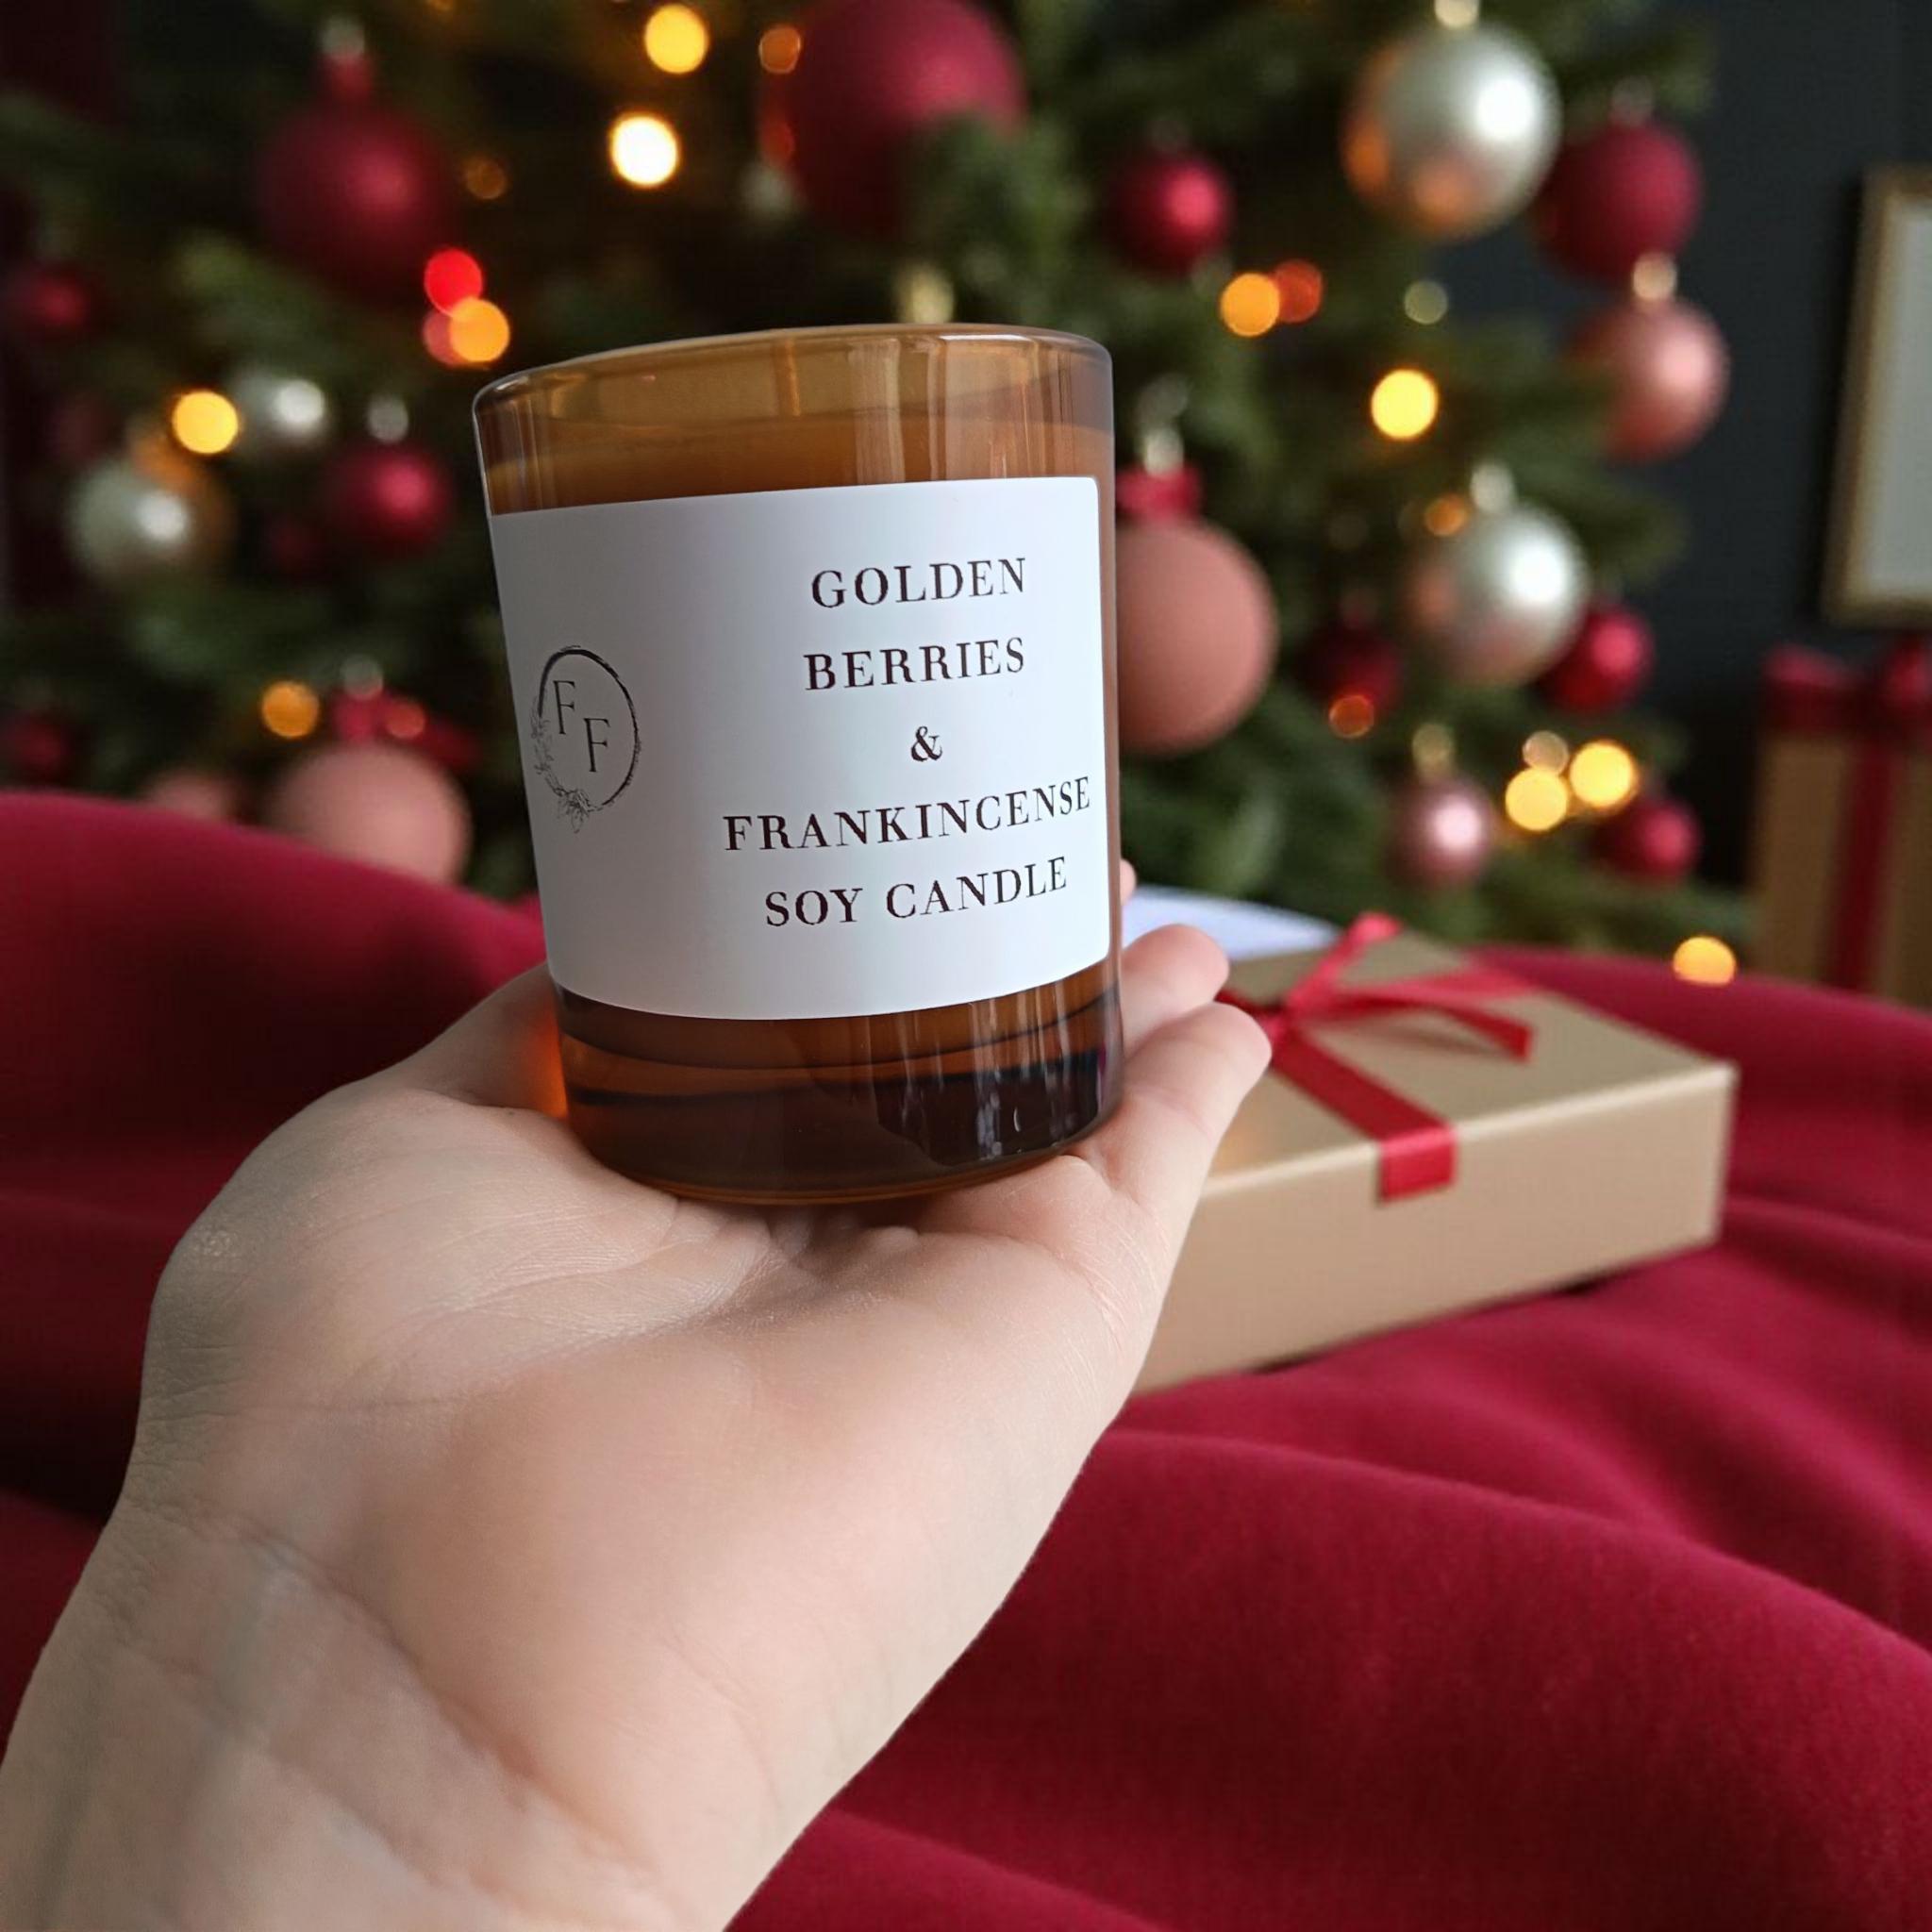 FF
GOLDEN
BERRIES
&
FRANKINCENSE
SOY CANDLE